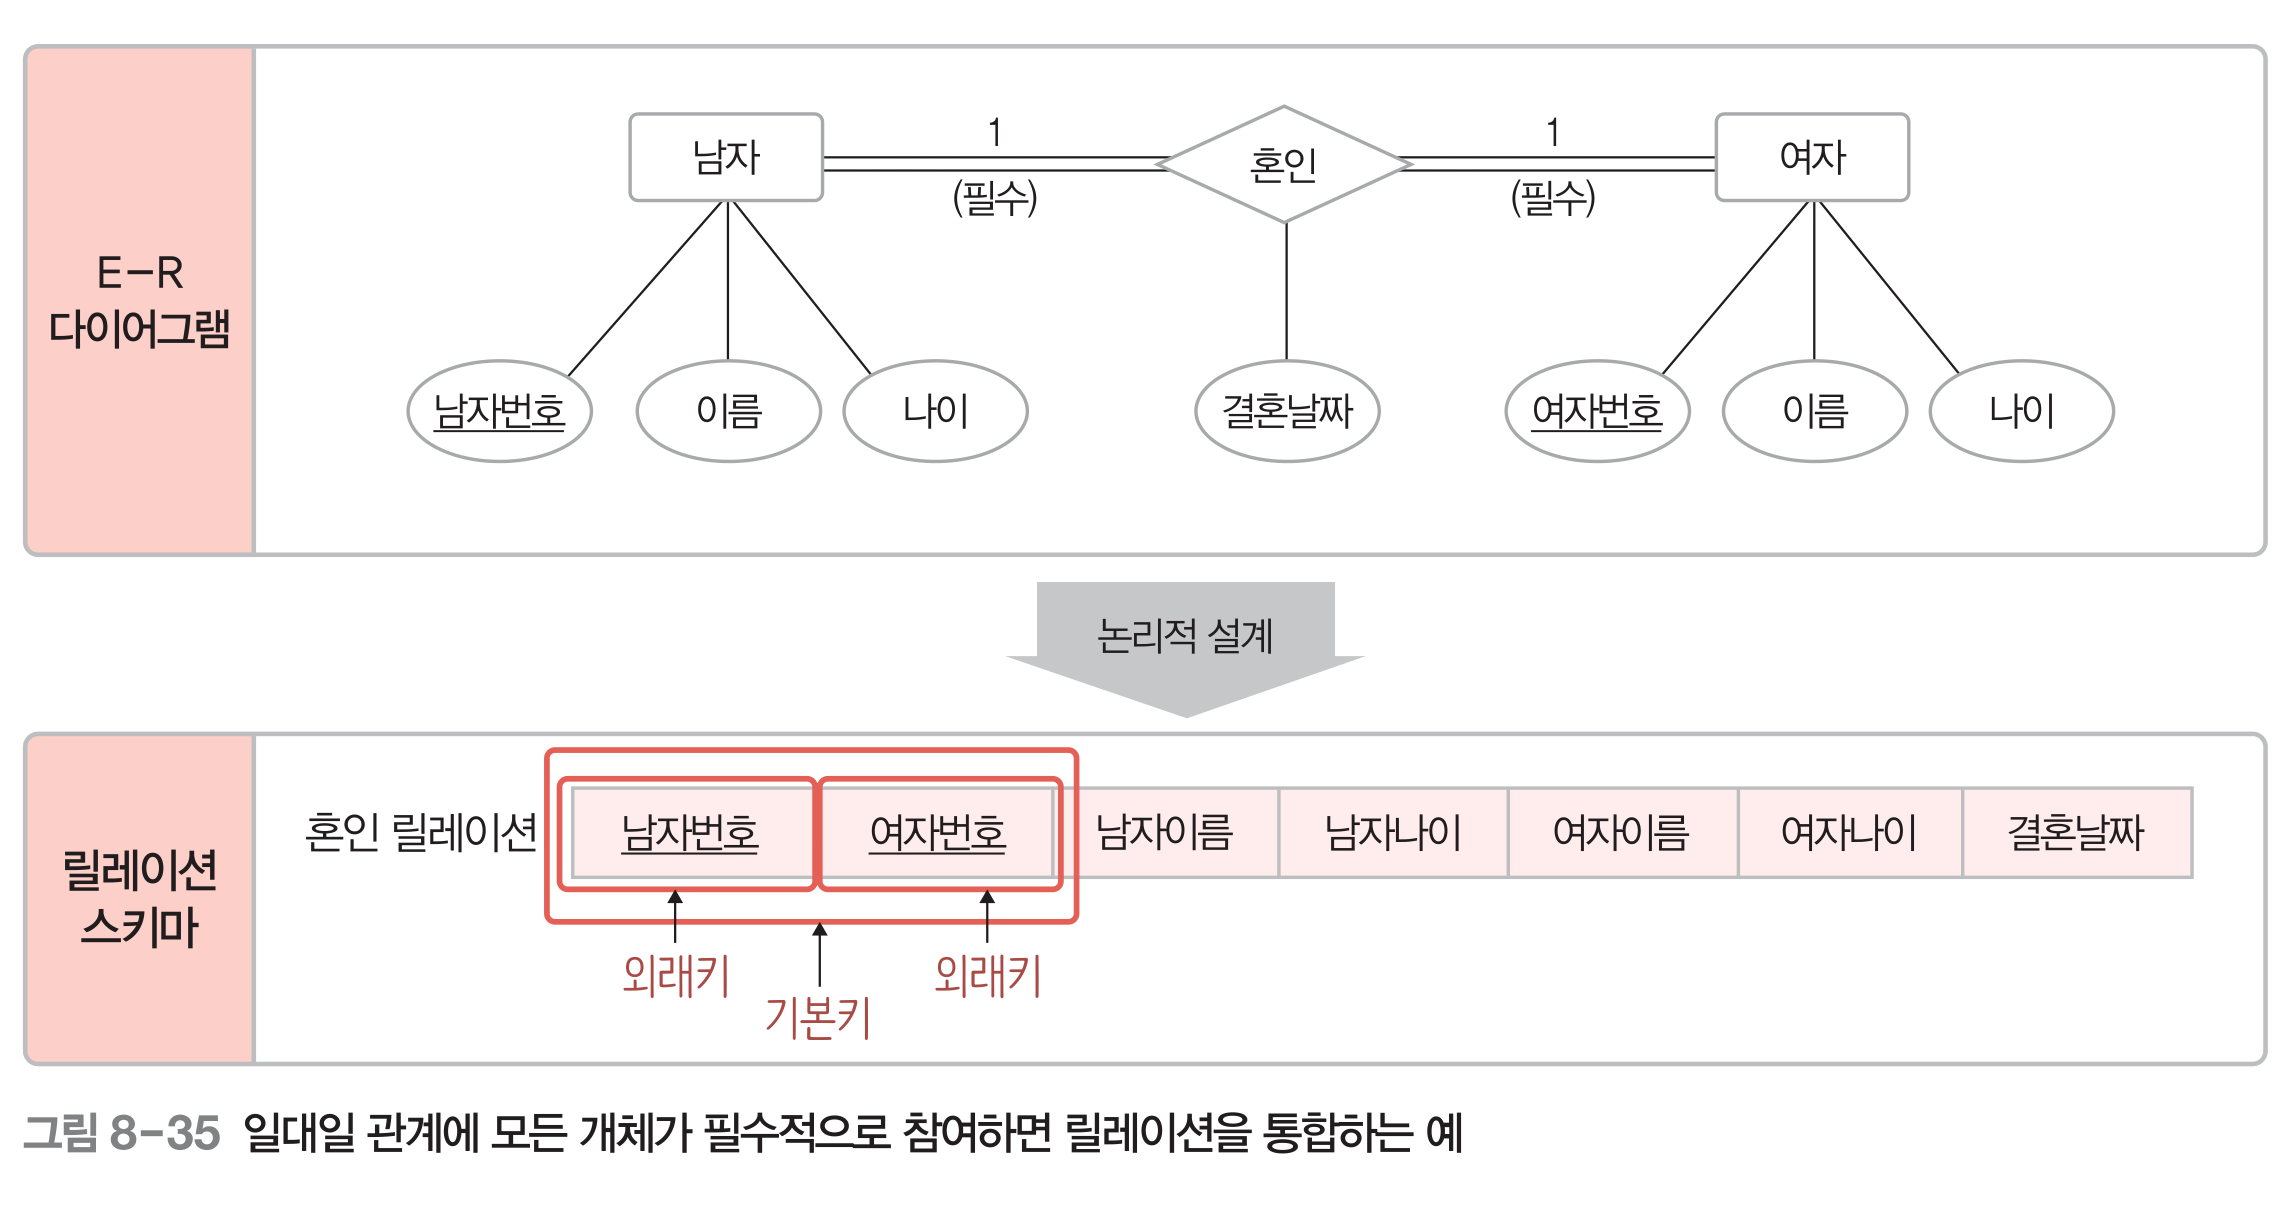 E-R
다이어그램
남자
1
(필수)
혼인
1
(필수)
여자
남자번호
이름
나이
결혼날짜
여자번호
이름
나이
논리적 설계
릴레이션
스키마
혼인 릴레이션
남자번호
여자번호
남자이름
남자나이
여자이름
여자나이
결혼날짜
외래키
기본키
외래키
그림 8-35 일대일 관계에 모든 개체가 필수적으로 참여하면 릴레이션을 통합하는 예